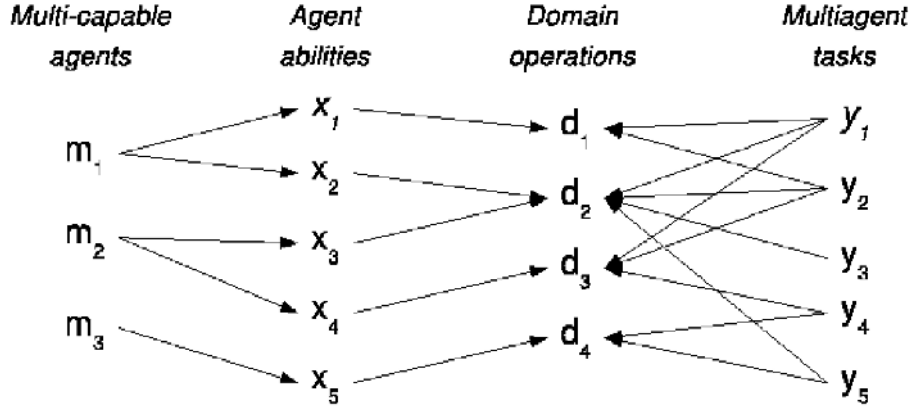 Multi-capable Agent Domain Multiagent
agents abilities operations tasks
x1 y1
d1
m1
x2 y2
d2
m2
x3 y3
d3
x4 y4
m3
d4
x5 y5